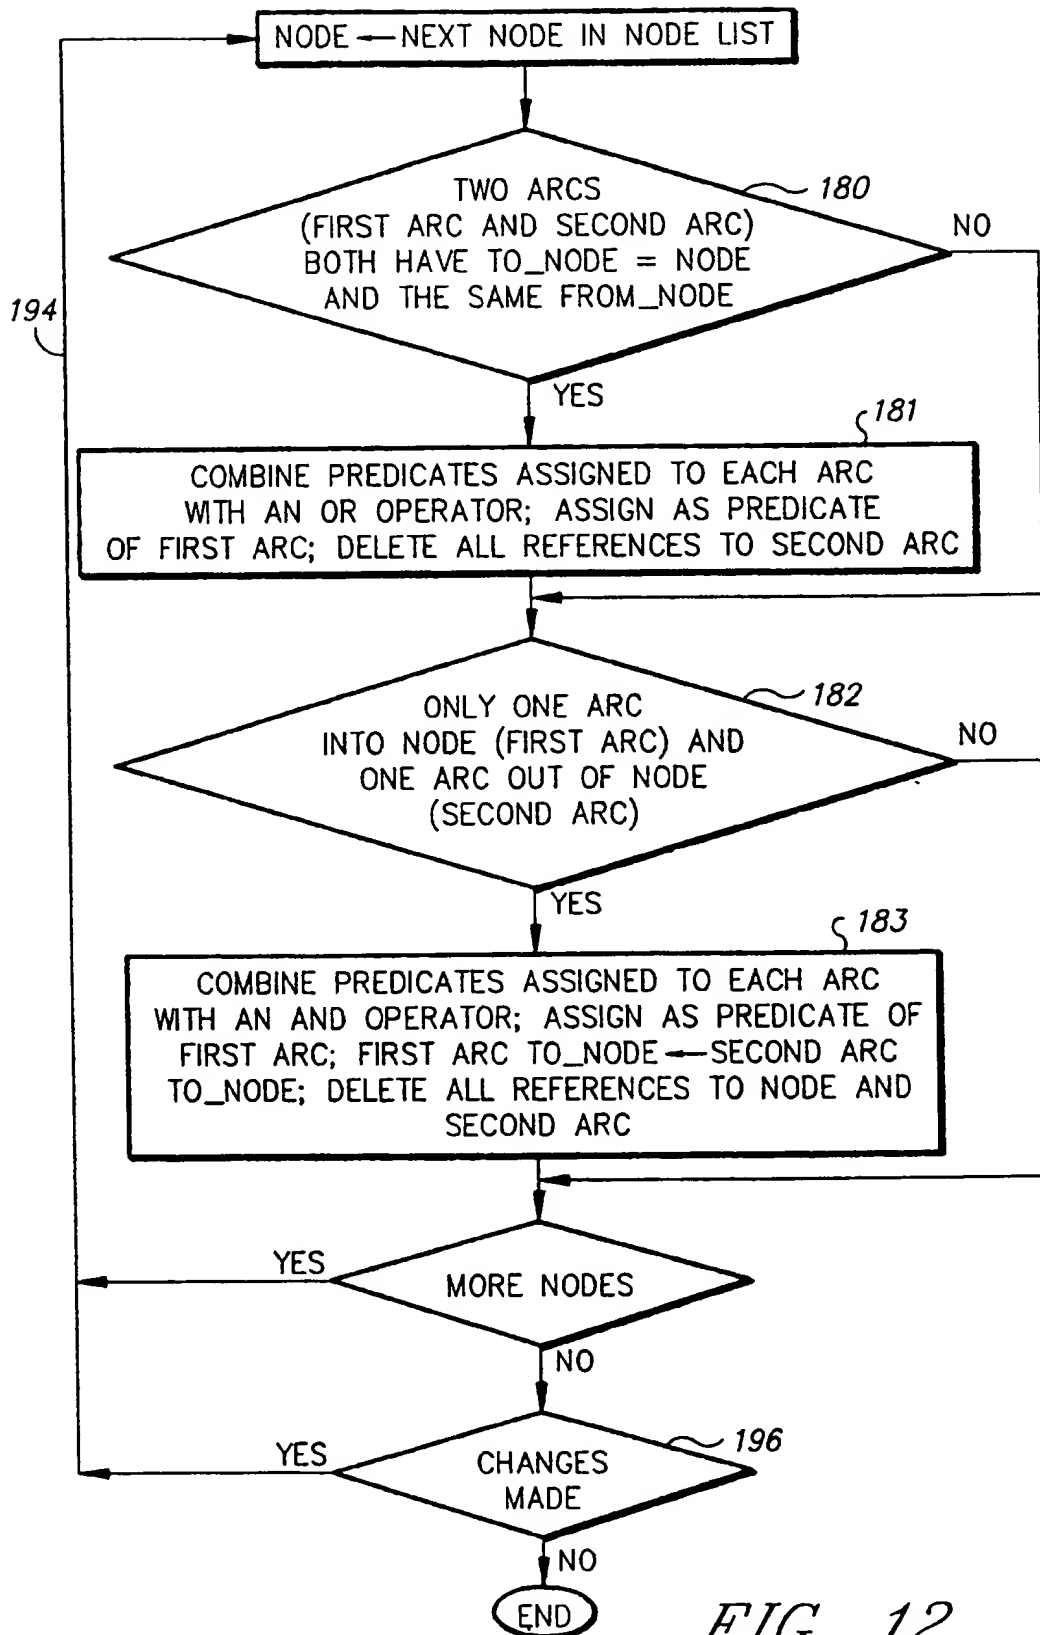 NODE ← NEXT NODE IN NODE LIST
TWO ARCS
(FIRST ARC AND SECOND ARC)
BOTH HAVE TO_NODE = NODE
AND THE SAME FROM_NODE
180
NO
194
YES
181
COMBINE PREDICATES ASSIGNED TO EACH ARC
WITH AN OR OPERATOR; ASSIGN AS PREDICATE
OF FIRST ARC; DELETE ALL REFERENCES TO SECOND ARC
ONLY ONE ARC
INTO NODE (FIRST ARC) AND
ONE ARC OUT OF NODE
(SECOND ARC)
182
NO
YES
183
COMBINE PREDICATES ASSIGNED TO EACH ARC
WITH AN AND OPERATOR; ASSIGN AS PREDICATE OF
FIRST ARC; FIRST ARC TO_NODE ← SECOND ARC
TO_NODE; DELETE ALL REFERENCES TO NODE AND
SECOND ARC
YES
MORE NODES
NO
YES
CHANGES
MADE
196
NO
END
FIG. 12